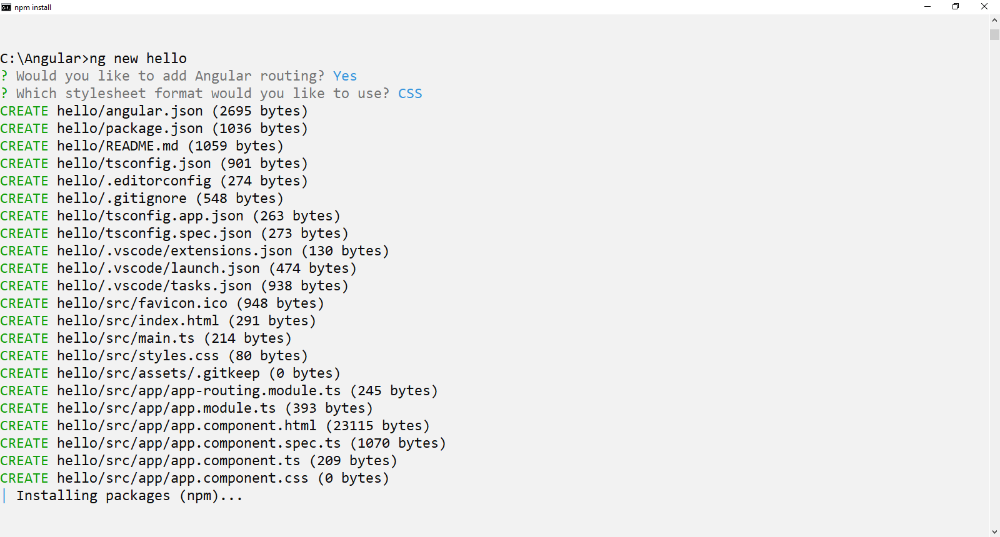 npm install
C:\Angular>ng new hello
? Would you like to add Angular routing? Yes
? Which stylesheet format would you like to use? CSS
CREATE hello/angular.json (2695 bytes)
CREATE hello/package.json (1036 bytes)
CREATE hello/README.md (1059 bytes)
CREATE hello/tsconfig.json (901 bytes)
CREATE hello/.editorconfig (274 bytes)
CREATE hello/.gitignore (548 bytes)
CREATE hello/tsconfig.app.json (263 bytes)
CREATE hello/tsconfig.spec.json (273 bytes)
CREATE hello/.vscode/extensions.json (130 bytes)
CREATE hello/.vscode/launch.json (474 bytes)
CREATE hello/.vscode/tasks.json (938 bytes)
CREATE hello/src/favicon.ico (948 bytes)
CREATE hello/src/index.html (291 bytes)
CREATE hello/src/main.ts (214 bytes)
CREATE hello/src/styles.css (80 bytes)
CREATE hello/src/assets/.gitkeep (0 bytes)
CREATE hello/src/app/app-routing.module.ts (245 bytes)
CREATE hello/src/app/app.module.ts (393 bytes)
CREATE hello/src/app/app.component.html (23115 bytes)
CREATE hello/src/app/app.component.spec.ts (1070 bytes)
CREATE hello/src/app/app.component.ts (209 bytes)
CREATE hello/src/app/app.component.css (0 bytes)
| Installing packages (npm)...